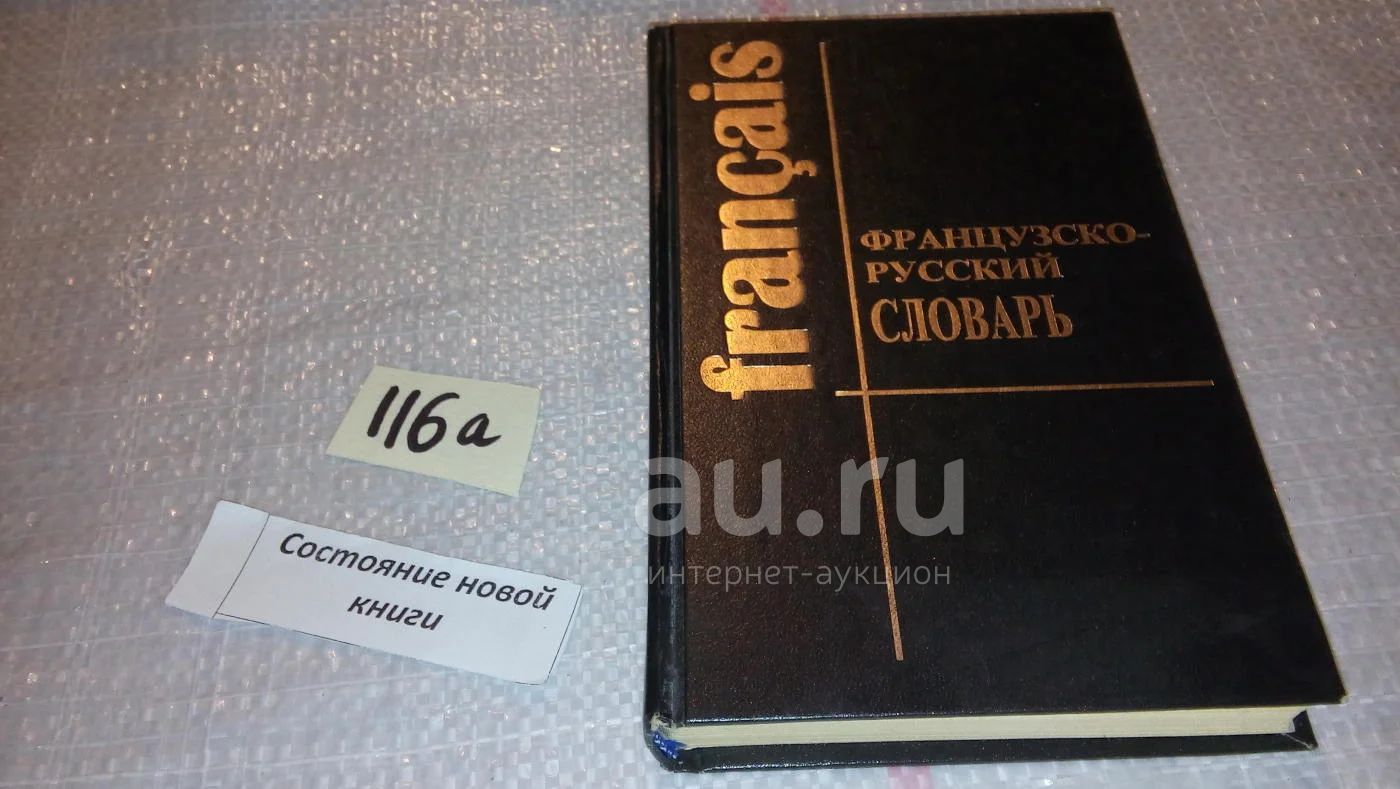 français
ФРАНЦУЗСКО-
РУССКИЙ
СЛОВАРЬ
116а
Состояние новой
книги
au.ru
интернет-аукцион